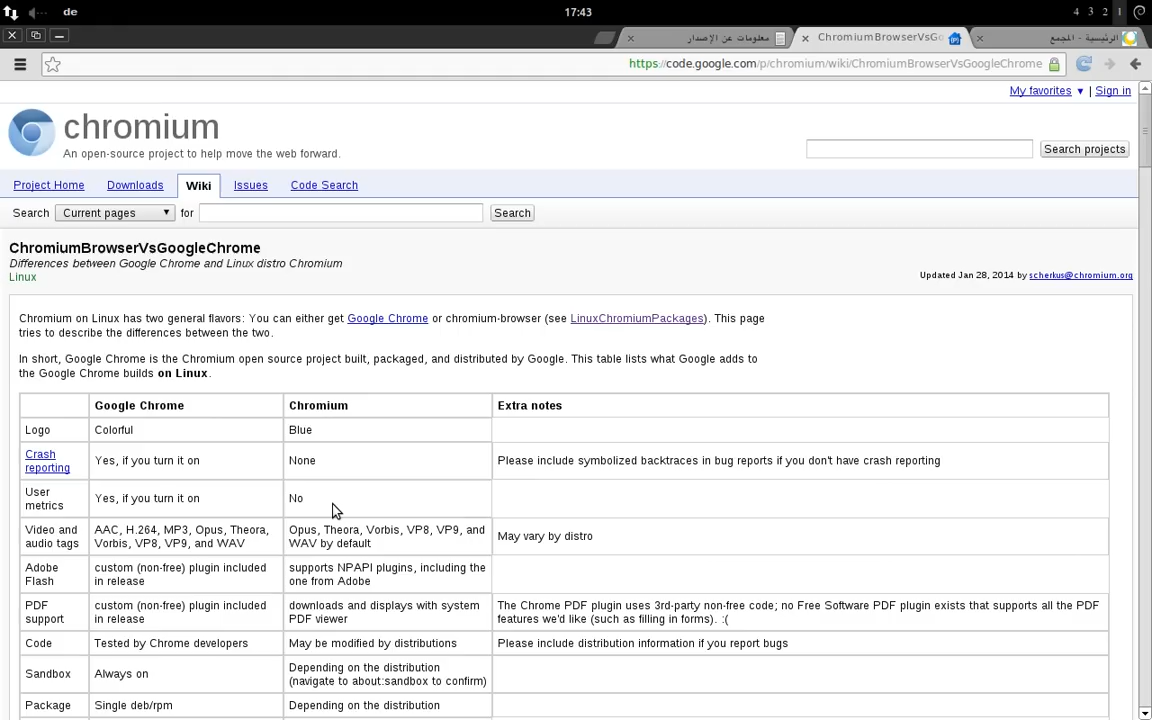 de
17:43
4 3 2 1
معلومات عن الإصدار
ChromiumBrowserVsGo
الرئيسية - المجمع
https://code.google.com/p/chromium/wiki/ChromiumBrowserVsGoogleChrome
My favorites ▼ | Sign in
chromium
An open-source project to help move the web forward.
Search projects
Project Home Downloads Wiki Issues Code Search
Search Current pages for Search
ChromiumBrowserVsGoogleChrome
Differences between Google Chrome and Linux distro Chromium
Linux
Updated Jan 28, 2014 by scherkus@chromium.org
Chromium on Linux has two general flavors: You can either get Google Chrome or chromium-browser (see LinuxChromiumPackages). This page
tries to describe the differences between the two.
In short, Google Chrome is the Chromium open source project built, packaged, and distributed by Google. This table lists what Google adds to
the Google Chrome builds on Linux.
Google Chrome Chromium Extra notes
Logo Colorful Blue
Crash
reporting
Yes, if you turn it on
None
Please include symbolized backtraces in bug reports if you don't have crash reporting
User
metrics
Yes, if you turn it on
No
Video and
audio tags
AAC, H.264, MP3, Opus, Theora,
Vorbis, VP8, VP9, and WAV
Opus, Theora, Vorbis, VP8, VP9, and
WAV by default
May vary by distro
Adobe
Flash
custom (non-free) plugin included
in release
supports NPAPI plugins, including the
one from Adobe
PDF
support
custom (non-free) plugin included
in release
downloads and displays with system
PDF viewer
The Chrome PDF plugin uses 3rd-party non-free code; no Free Software PDF plugin exists that supports all the PDF
features we'd like (such as filling in forms). :(
Code Tested by Chrome developers May be modified by distributions Please include distribution information if you report bugs
Sandbox
Always on
Depending on the distribution
(navigate to about:sandbox to confirm)
Package Single deb/rpm Depending on the distribution